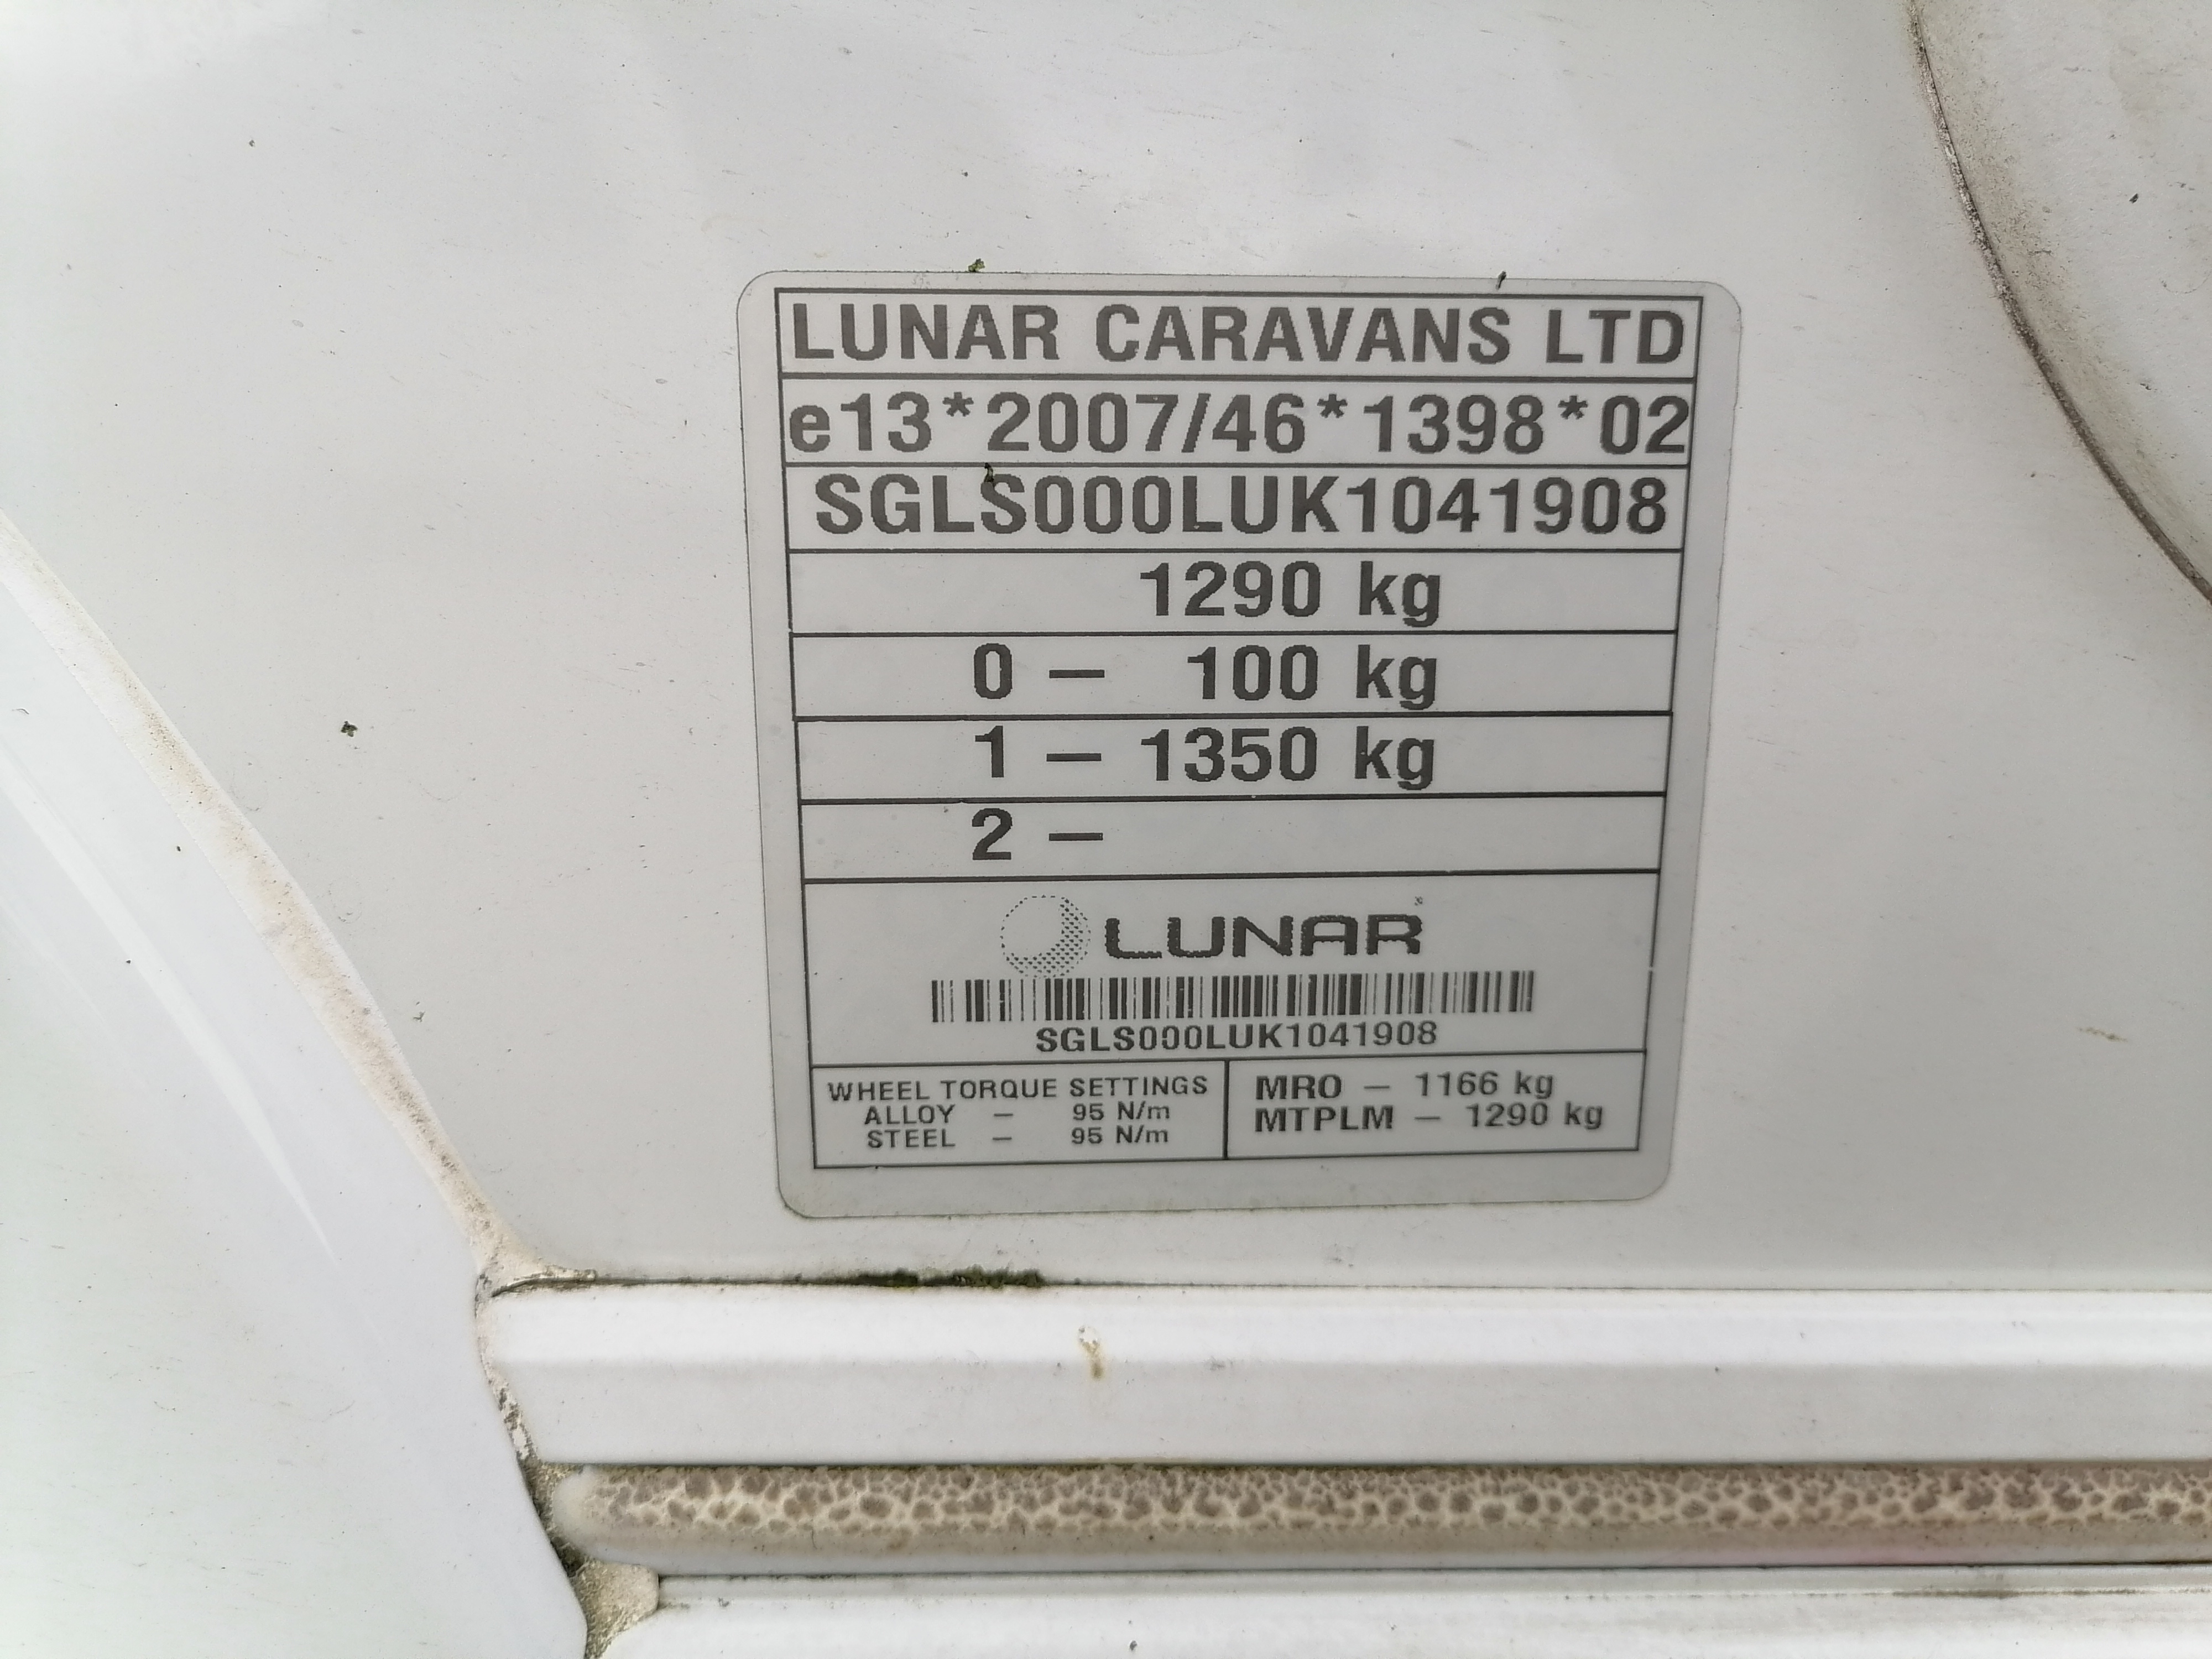 LUNAR CARAVANS LTD
e13*2007/46*1398*02
SGLS000LUK1041908
1290 kg
0 – 100 kg
1 – 1350 kg
2 –
LUNAR
SGLS000LUK1041908
WHEEL TORQUE SETTINGS
ALLOY – 95 N/m
STEEL – 95 N/m
MRO – 1166 kg
MTPLM – 1290 kg